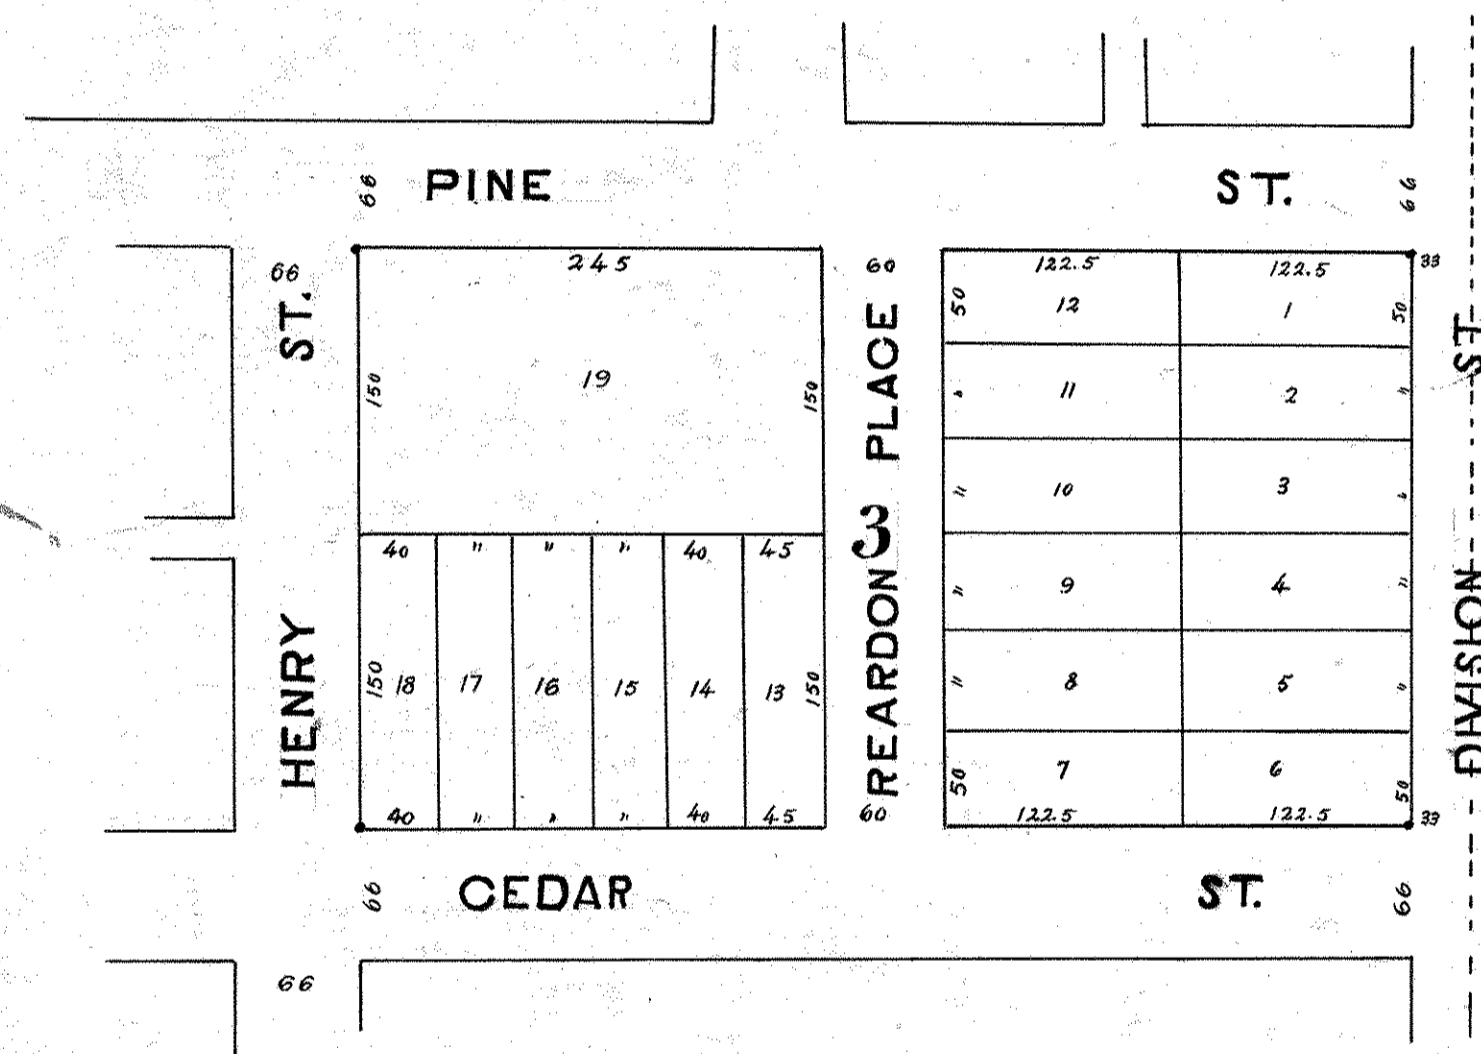 66 PINE ST. 66
66
ST.
HENRY
245
150 19 150
40 " " " 40 45
150 18 17 16 15 14 13 150
40 " " " 40 45
60
REARDON PLACE
3
60
122.5 122.5 33
50 12 1 50
" 11 2 "
" 10 3 "
" 9 4 "
" 8 5 "
50 7 6 50
122.5 122.5 33
DIVISION ST
66 CEDAR ST. 66
66